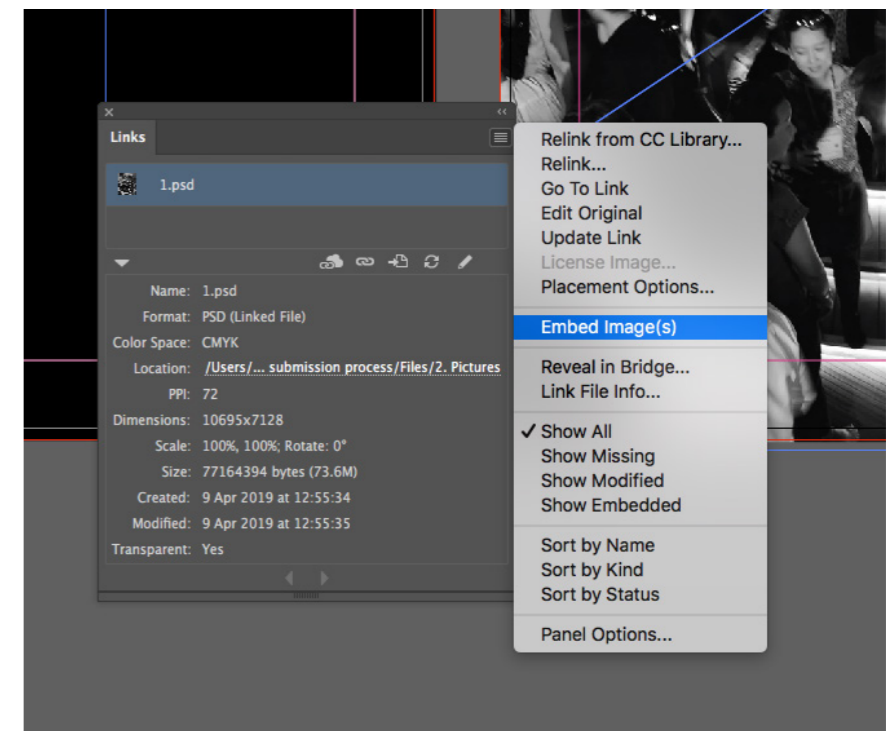 Links
1.psd
Name: 1.psd
Format: PSD (Linked File)
Color Space: CMYK
Location: /Users/... submission process/Files/2. Pictures
PPI: 72
Dimensions: 10695x7128
Scale: 100%, 100%; Rotate: 0°
Size: 77164394 bytes (73.6M)
Created: 9 Apr 2019 at 12:55:34
Modified: 9 Apr 2019 at 12:55:35
Transparent: Yes
Relink from CC Library...
Relink...
Go To Link
Edit Original
Update Link
License Image...
Placement Options...
Embed Image(s)
Reveal in Bridge...
Link File Info...
✓ Show All
Show Missing
Show Modified
Show Embedded
Sort by Name
Sort by Kind
Sort by Status
Panel Options...